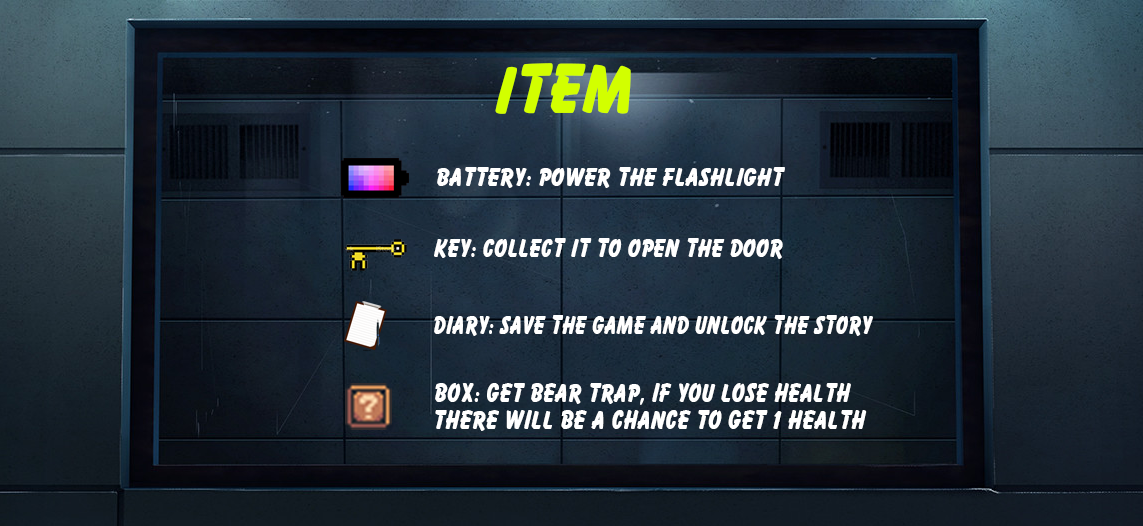 ITEM
BATTERY: POWER THE FLASHLIGHT
KEY: COLLECT IT TO OPEN THE DOOR
DIARY: SAVE THE GAME AND UNLOCK THE STORY
?
BOX: GET BEAR TRAP, IF YOU LOSE HEALTH
THERE WILL BE A CHANCE TO GET 1 HEALTH